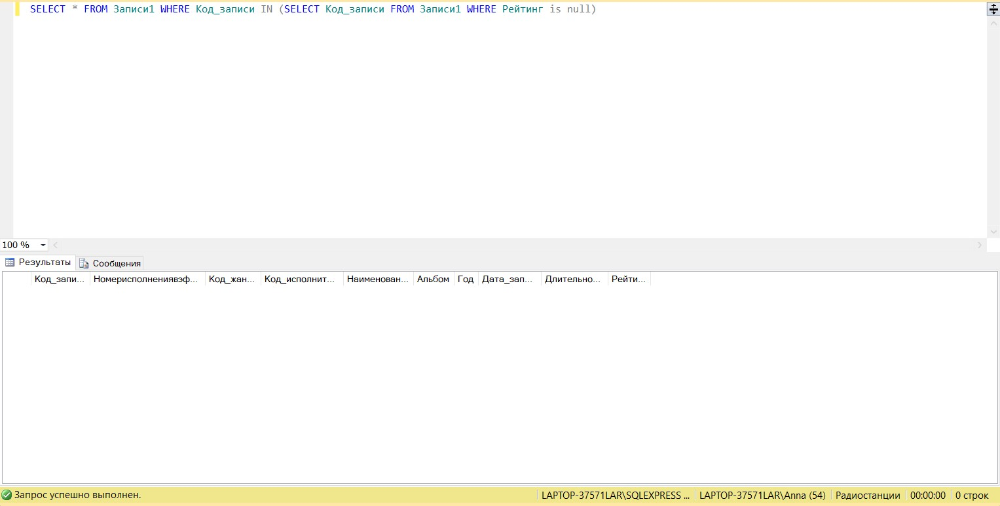 SELECT * FROM Записи1 WHERE Код_записи IN (SELECT Код_записи FROM Записи1 WHERE Рейтинг is null)
100 %
Результаты Сообщения
Код_запи... Номерисполнениявэф... Код_жан... Код_исполнит... Наименован... Альбом Год Дата_зап... Длительно... Рейти...
Запрос успешно выполнен. LAPTOP-37571LAR\SQLEXPRESS ... LAPTOP-37571LAR\Anna (54) Радиостанции 00:00:00 0 строк